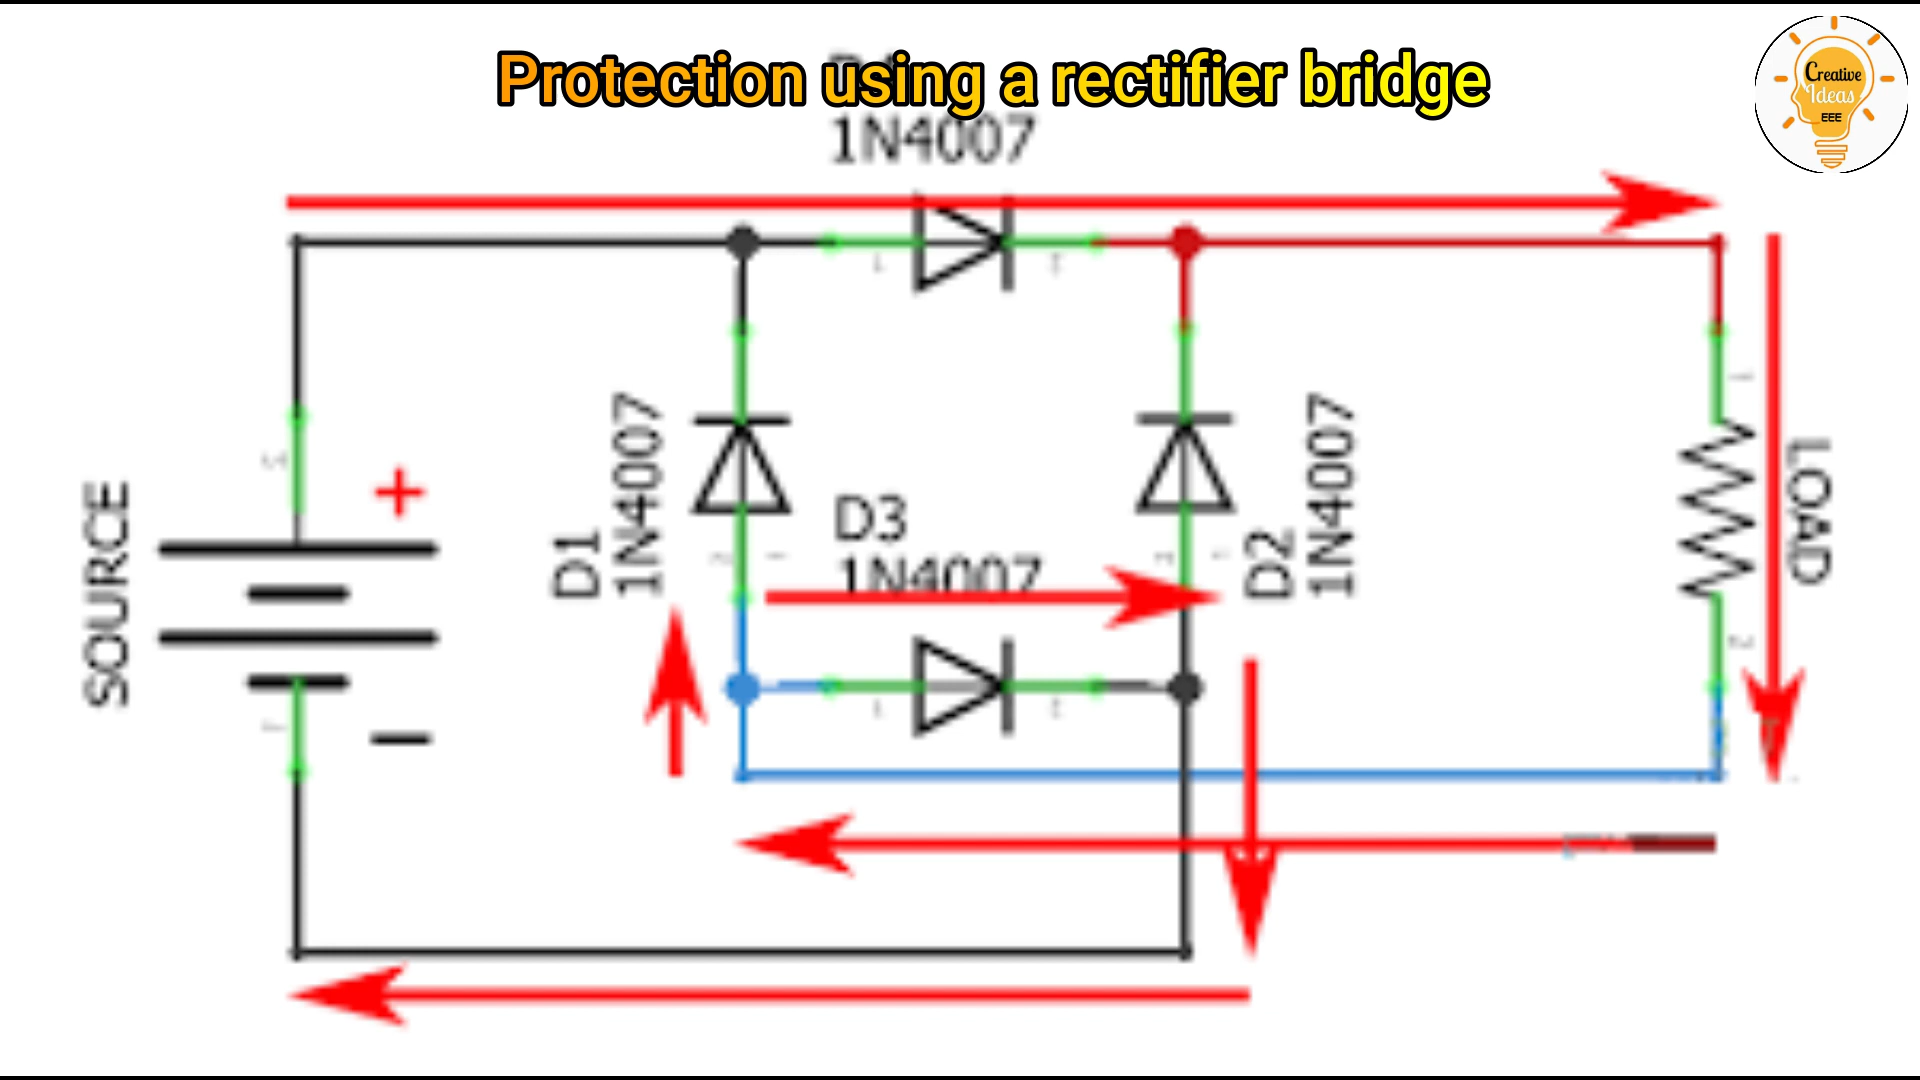 Protection using a rectifier bridge
Creative
Ideas
EEE
1N4007
SOURCE
+
D1
1N4007
D3
1N4007
D2
1N4007
LOAD